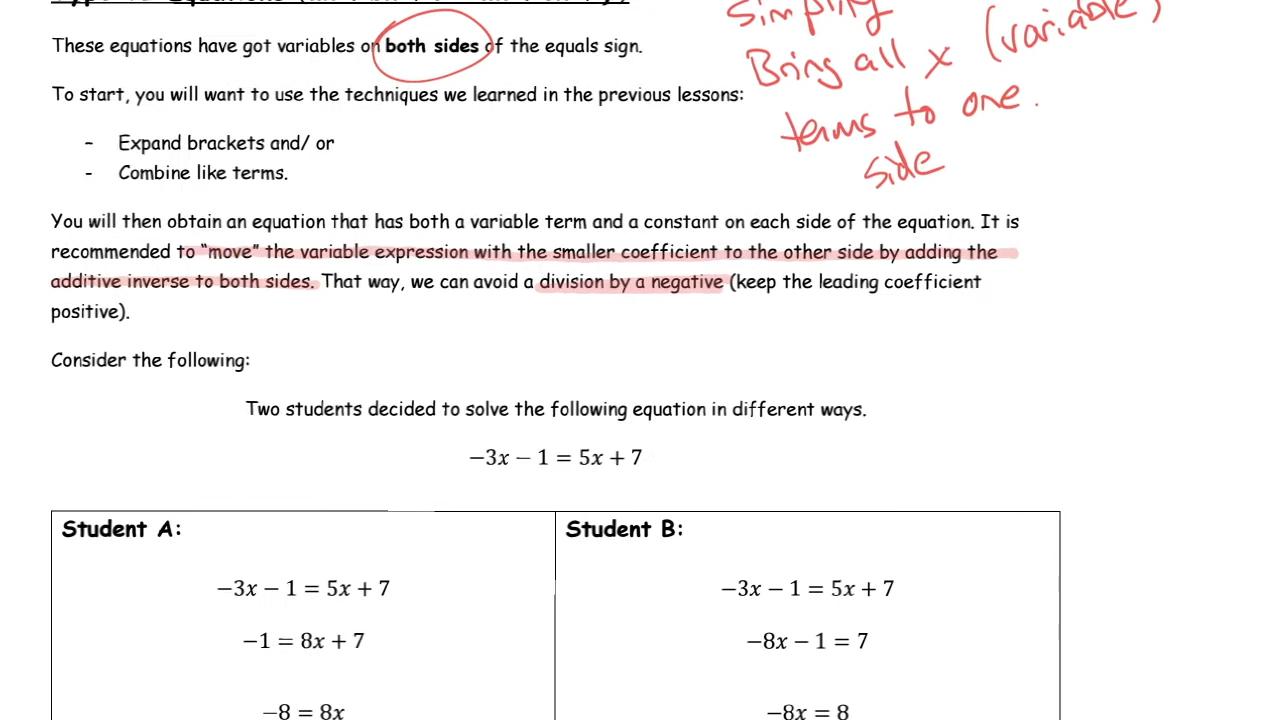 Simplify
Bring all x (variable)
terms to one.
side
These equations have got variables on both sides of the equals sign.
To start, you will want to use the techniques we learned in the previous lessons:
- Expand brackets and/ or
- Combine like terms.
You will then obtain an equation that has both a variable term and a constant on each side of the equation. It is
recommended to “move” the variable expression with the smaller coefficient to the other side by adding the
additive inverse to both sides. That way, we can avoid a division by a negative (keep the leading coefficient
positive).
Consider the following:
Two students decided to solve the following equation in different ways.
−3x − 1 = 5x + 7
Student A:
−3x − 1 = 5x + 7
−1 = 8x + 7
−8 = 8x
Student B:
−3x − 1 = 5x + 7
−8x − 1 = 7
−8x = 8